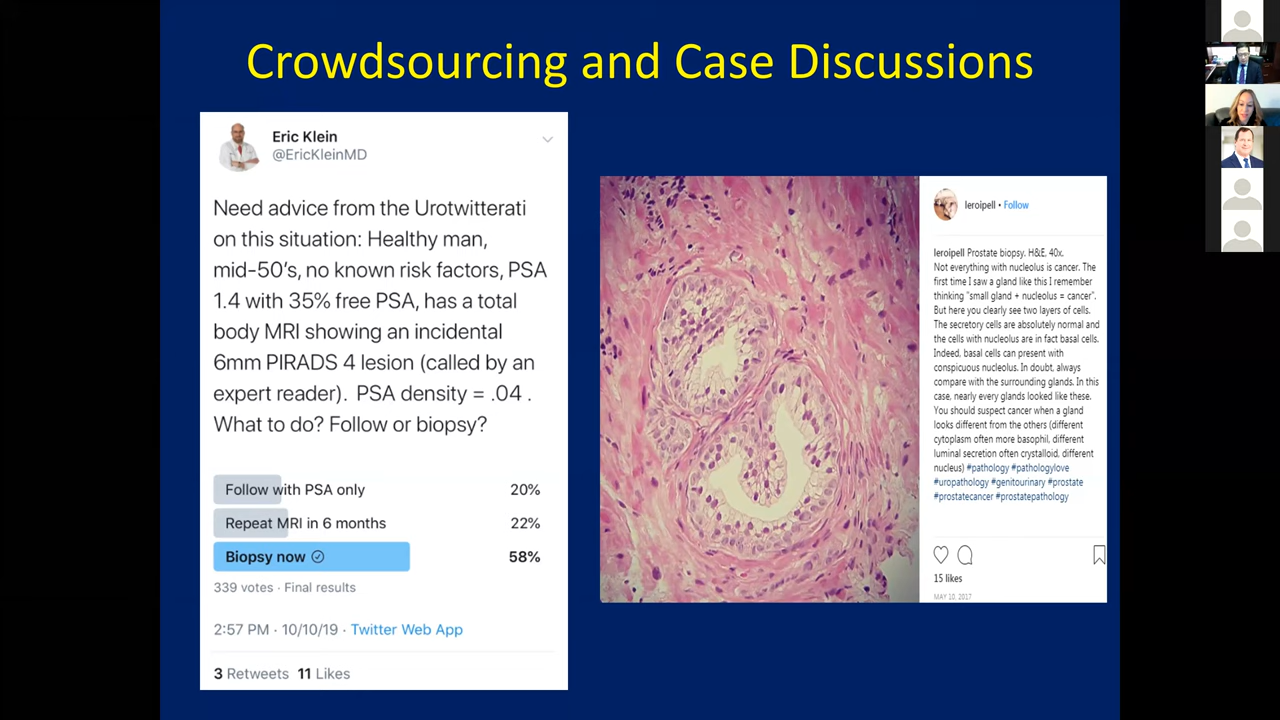 Crowdsourcing and Case Discussions
Eric Klein
@EricKleinMD
Need advice from the Urotwitterati
on this situation: Healthy man,
mid-50's, no known risk factors, PSA
1.4 with 35% free PSA, has a total
body MRI showing an incidental
6mm PIRADS 4 lesion (called by an
expert reader).  PSA density = .04 .
What to do? Follow or biopsy?
Follow with PSA only 20%
Repeat MRI in 6 months 22%
Biopsy now 58%
339 votes · Final results
2:57 PM · 10/10/19 · Twitter Web App
3 Retweets 11 Likes
leroipell • Follow
leroipell Prostate biopsy. H&E. 40x.
Not everything with nucleolus is cancer. The
first time I saw a gland like this I remember
thinking "small gland + nucleolus = cancer".
But here you clearly see two layers of cells.
The secretory cells are absolutely normal and
the cells with nucleolus are in fact basal cells.
Indeed, basal cells can present with
conspicuous nucleolus. In doubt, always
compare with the surrounding glands. In this
case, nearly every glands looked like these.
You should suspect cancer when a gland
looks different from the others (different
cytoplasm often more basophil, different
luminal secretion often crystalloid, different
nucleus) #pathology #pathologylove
#uropathology #genitourinary #prostate
#prostatecancer #prostatepathology
15 likes
MAY 10, 2017